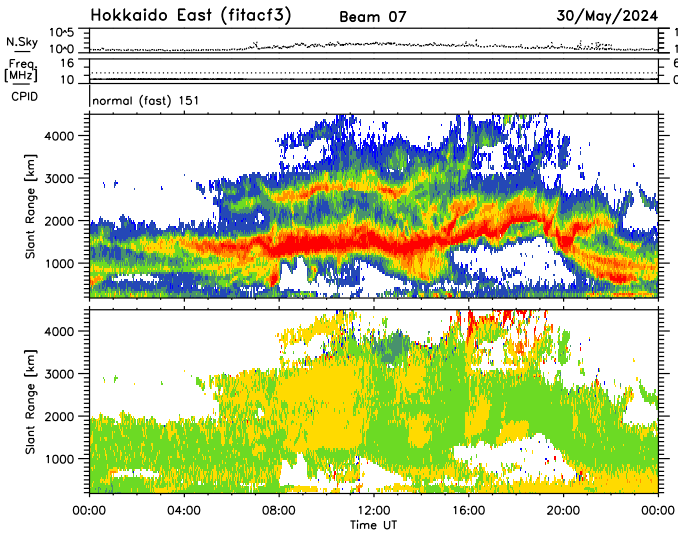 Hokkaido East (fitacf3) Beam 07 30/May/2024
N.Sky
10^5
10^0
Freq.
[MHz]
16
10
6
0
CPID
normal (fast) 151
Slant Range [km]
4000
3000
2000
1000
Slant Range [km]
4000
3000
2000
1000
00:00 04:00 08:00 12:00 16:00 20:00 00:00
Time UT